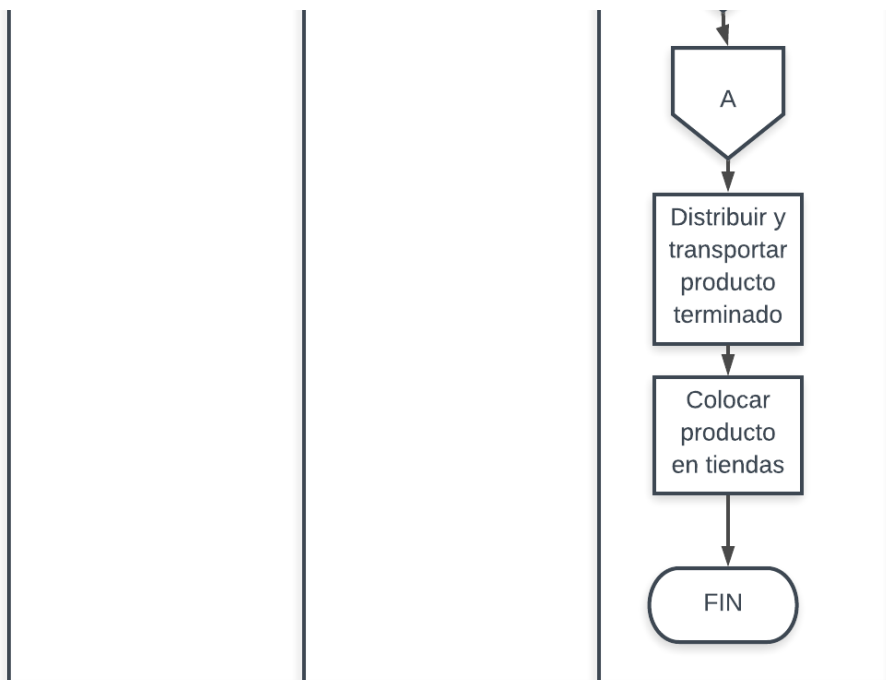 A
Distribuir y
transportar
producto
terminado
Colocar
producto
en tiendas
FIN